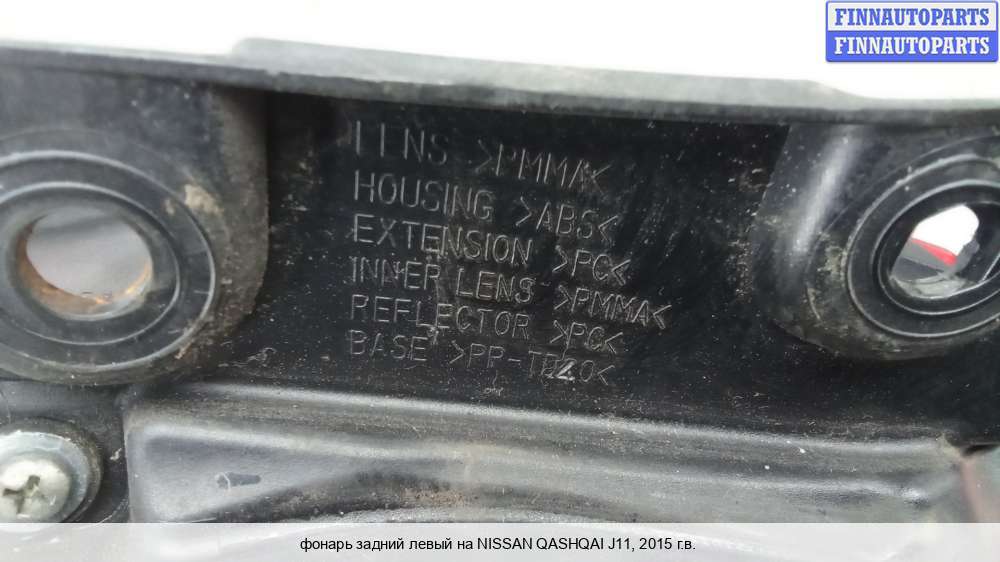 FINNAUTOPARTS
FINNAUTOPARTS
LENS >PMMA<
HOUSING >ABS<
EXTENSION >PC<
INNER LENS >PMMA<
REFLECTOR >PC<
BASE >PP-T20<
фонарь задний левый на NISSAN QASHQAI J11, 2015 г.в.